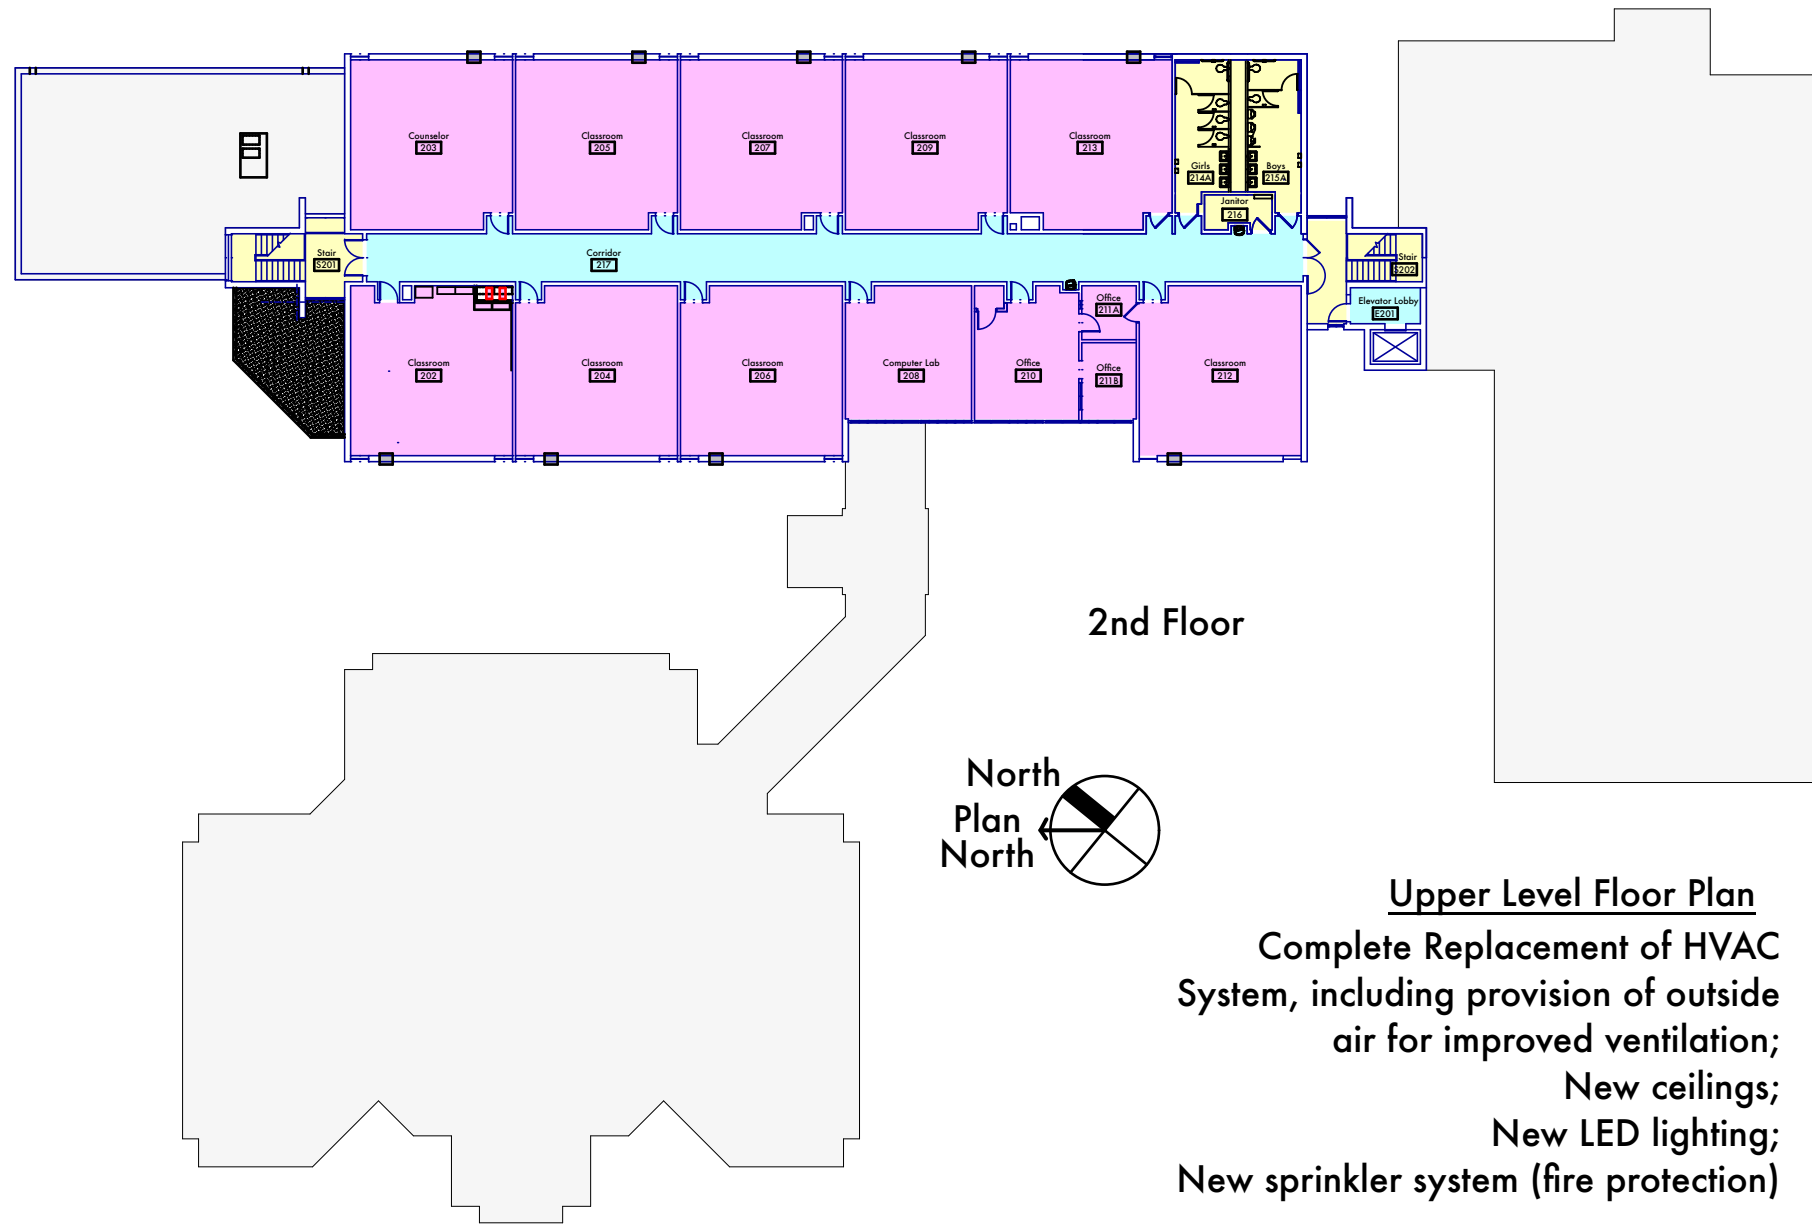 Counselor
203
Classroom
205
Classroom
207
Classroom
209
Classroom
213
Girls
214A
Boys
215A
Janitor
216
Stair
S201
Corridor
217
Stair
S202
Elevator Lobby
E201
Classroom
202
Classroom
204
Classroom
206
Computer Lab
208
Office
210
Office
211A
Office
211B
Classroom
212
2nd Floor
North
Plan
North
Upper Level Floor Plan
Complete Replacement of HVAC
System, including provision of outside
air for improved ventilation;
New ceilings;
New LED lighting;
New sprinkler system (fire protection)